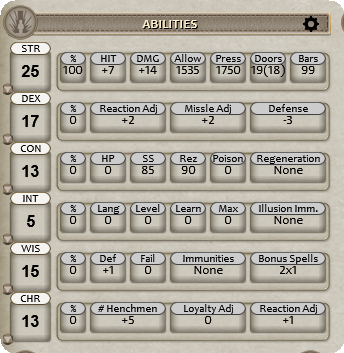 ABILITIES
STR
% HIT DMG Allow Press Doors Bars
25 100 +7 +14 1535 1750 19(18) 99
DEX
% Reaction Adj Missle Adj Defense
17 0 +2 +2 -3
CON
% HP SS Rez Poison Regeneration
13 0 0 85 90 0 None
INT
% Lang Level Learn Max Illusion Imm.
5 0 0 0 0 0 None
WIS
% Def Fail Immunities Bonus Spells
15 0 +1 0 None 2x1
CHR
% # Henchmen Loyalty Adj Reaction Adj
13 0 +5 0 +1